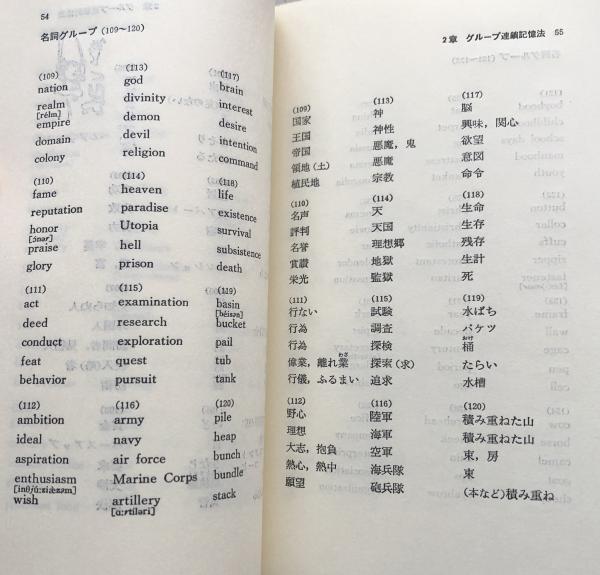 54
名詞グループ (109〜120)
(109)
nation
realm
[rélm]
empire
domain
colony
(110)
fame
reputation
honor
[ɔ́nər]
praise
glory
(111)
act
deed
conduct
feat
behavior
(112)
ambition
ideal
aspiration
enthusiasm
[inθjú:ziæzəm]
wish
(113)
god
divinity
demon
devil
religion
(114)
heaven
paradise
Utopia
hell
prison
(115)
examination
research
exploration
quest
pursuit
(116)
army
navy
air force
Marine Corps
artillery
[ɑ:rtíləri]
(117)
brain
interest
desire
intention
command
(118)
life
existence
survival
subsistence
death
(119)
basin
[béisən]
bucket
pail
tub
tank
(120)
pile
heap
bunch
bundle
stack
2章 グループ連鎖記憶法 55
(109)
国家
王国
帝国
領地(土)
植民地
(110)
名声
評判
名誉
賞讃
栄光
(111)
行ない
行為
行為
偉業, 離れ業
わざ
行儀, ふるまい
(112)
野心
理想
大志, 抱負
熱心, 熱中
願望
(113)
神
神性
悪魔, 鬼
悪魔
宗教
(114)
天
天国
理想郷
地獄
監獄
(115)
試験
調査
探検
探索(求)
追求
(116)
陸軍
海軍
空軍
海兵隊
砲兵隊
(117)
脳
興味, 関心
欲望
意図
命令
(118)
生命
生存
残存
生計
死
(119)
水ばち
バケツ
おけ
桶
たらい
水槽
(120)
積み重ねた山
積み重ねた山
束, 房
束
(本など)積み重ね